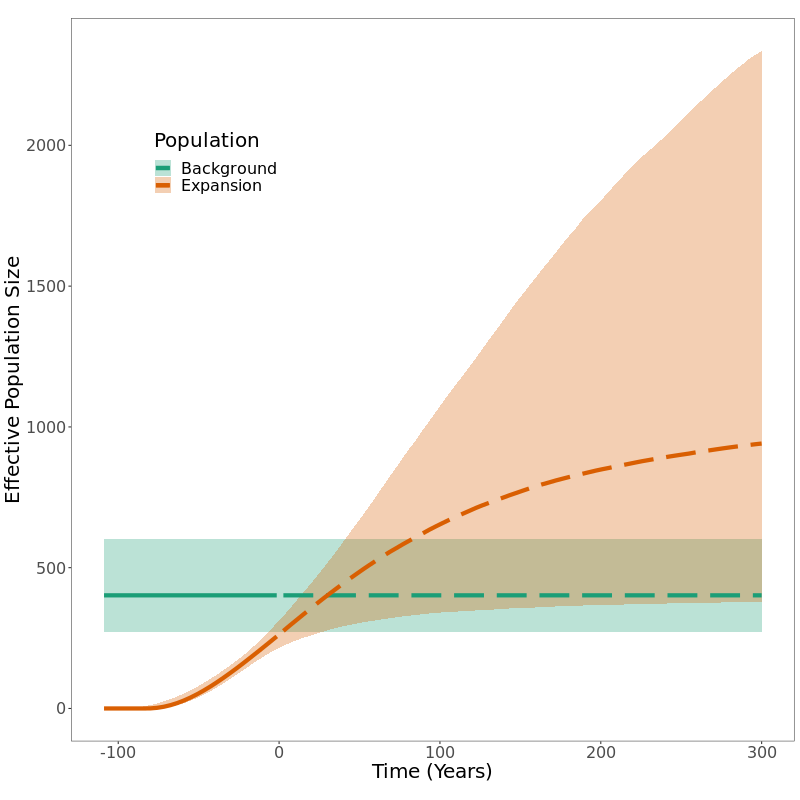 Population
Background
Expansion
Effective Population Size
2000
1500
1000
500
0
-100 0 100 200 300
Time (Years)